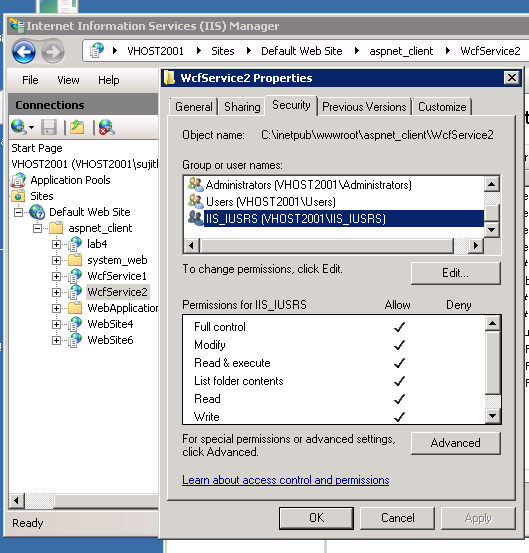 Internet Information Services (IIS) Manager
VHOST2001 Sites Default Web Site aspnet_client WcfService2
File View Help
Connections
Start Page
VHOST2001 (VHOST2001\sujitl
Application Pools
Sites
Default Web Site
aspnet_client
lab4
system_web
WcfService1
WcfService2
WebApplication
WebSite4
WebSite6
Ready
WcfService2 Properties
General Sharing Security Previous Versions Customize
Object name: C:\inetpub\wwwroot\aspnet_client\WcfService2
Group or user names:
Administrators (VHOST2001\Administrators)
Users (VHOST2001\Users)
IIS_IUSRS (VHOST2001\IIS_IUSRS)
To change permissions, click Edit.
Edit...
Permissions for IIS_IUSRS Allow Deny
Full control
Modify
Read & execute
List folder contents
Read
Write
For special permissions or advanced settings,
click Advanced.
Advanced
Learn about access control and permissions
OK Cancel Apply